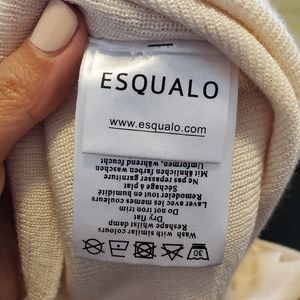 ESQUALO
www.esqualo.com
30
Wash with similar colours
Reshape whilst damp
Dry flat
Do not iron trim
Laver avec les memes couleurs
Remodeler en tout humidité
Séchage à plat
Ne pas repasser
Mit ähnlichen farben waschen
Umformen, während feucht